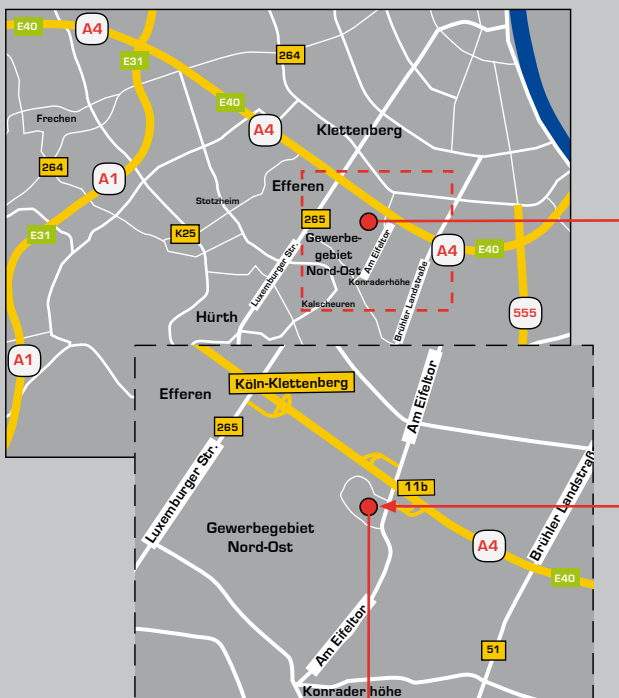 E40
A4
E31
264
E40
Frechen
A4
Klettenberg
264
A1
Efferen
Stotzheim
265
E31
K25
Gewerbe-
gebiet
Nord-Ost
Am Eifeltor
A4
E40
Luxemburger Str.
Konraderhöhe
Brühler Landstraße
Kalscheuren
Hürth
555
A1
Efferen
Köln-Klettenberg
Am Eifeltor
265
Luxemburger Str.
11b
Gewerbegebiet
Nord-Ost
A4
Brühler Landstraß
E40
Am Eifeltor
51
Konrader höhe